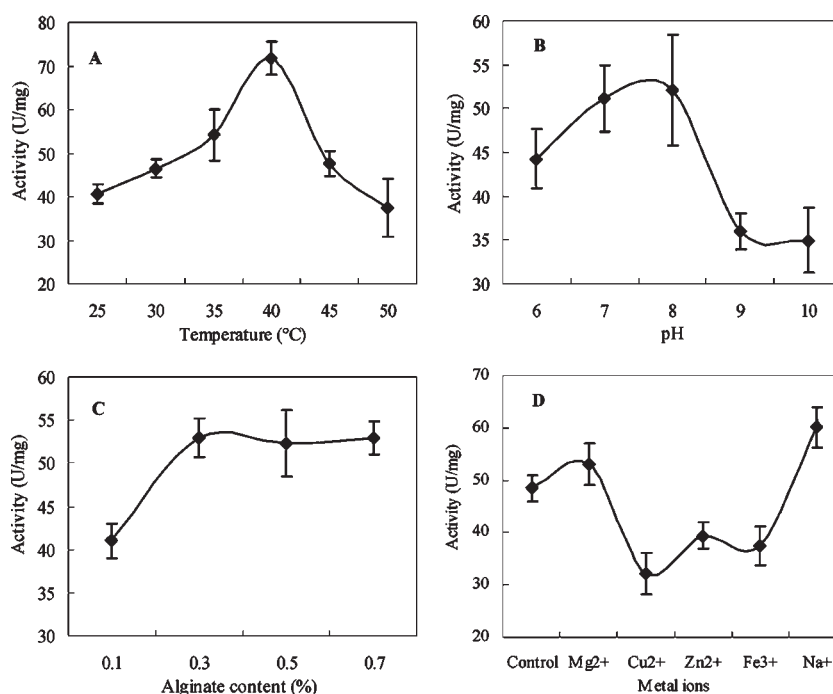 A
Activity (U/mg)
80
70
60
50
40
30
20
25 30 35 40 45 50
Temperature (°C)
B
Activity (U/mg)
60
55
50
45
40
35
30
6 7 8 9 10
pH
C
Activity (U/mg)
60
55
50
45
40
35
30
0.1 0.3 0.5 0.7
Alginate content (%)
D
Activity (U/mg)
70
60
50
40
30
20
Control Mg2+ Cu2+ Zn2+ Fe3+ Na+
Metal ions